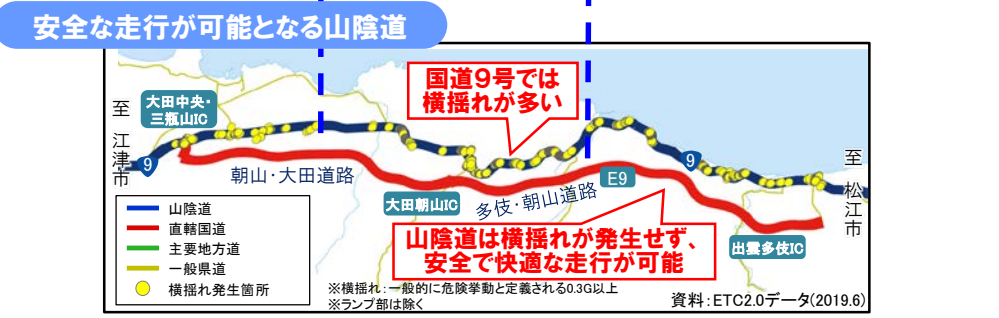 安全な走行が可能となる山陰道
国道９号では
横揺れが多い
大田中央・
三瓶山IC
至
江津市
9
朝山・大田道路
大田朝山IC
多伎・朝山道路
E9
9
至
松江市
出雲多伎IC
山陰道は横揺れが発生せず、
安全で快適な走行が可能
山陰道
直轄国道
主要地方道
一般県道
横揺れ発生箇所
※横揺れ：一般的に危険挙動と定義される0.3G以上
※ランプ部は除く
資料：ETC2.0データ(2019.6)